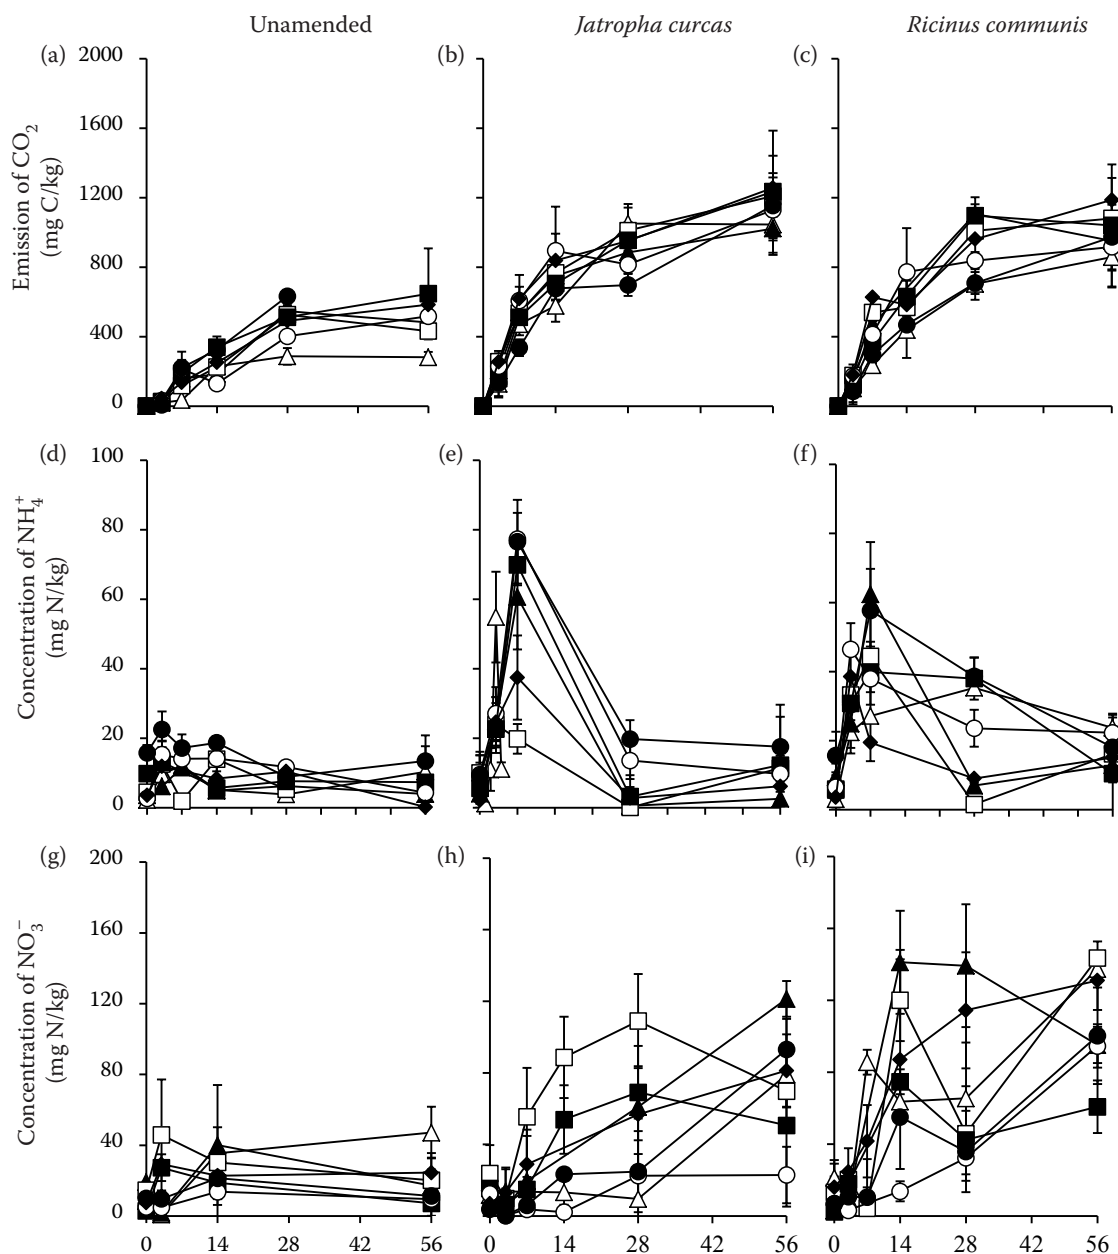 Unamended
Jatropha curcas
Ricinus communis
(a)
(b)
(c)
Emission of CO₂
(mg C/kg)
2000
1600
1200
800
400
0
(d)
(e)
(f)
Concentration of NH₄⁺
(mg N/kg)
100
80
60
40
20
0
(g)
(h)
(i)
Concentration of NO₃⁻
(mg N/kg)
200
160
120
80
40
0
0 14 28 42 56
0 14 28 42 56
0 14 28 42 56